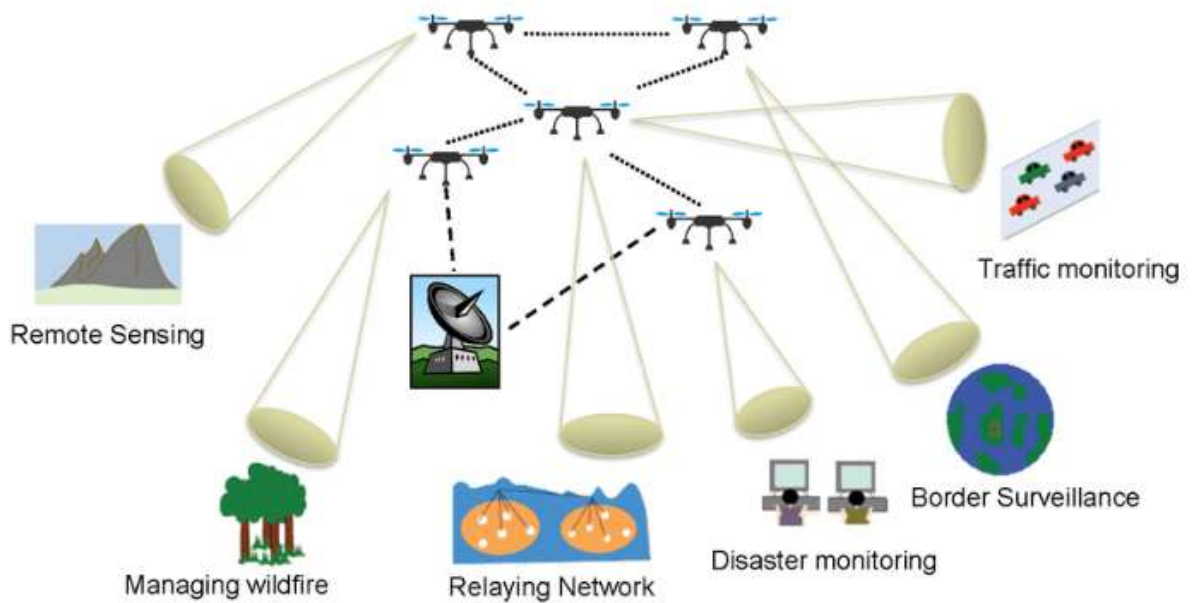 Traffic monitoring
Remote Sensing
Border Surveillance
Disaster monitoring
Managing wildfire
Relaying Network